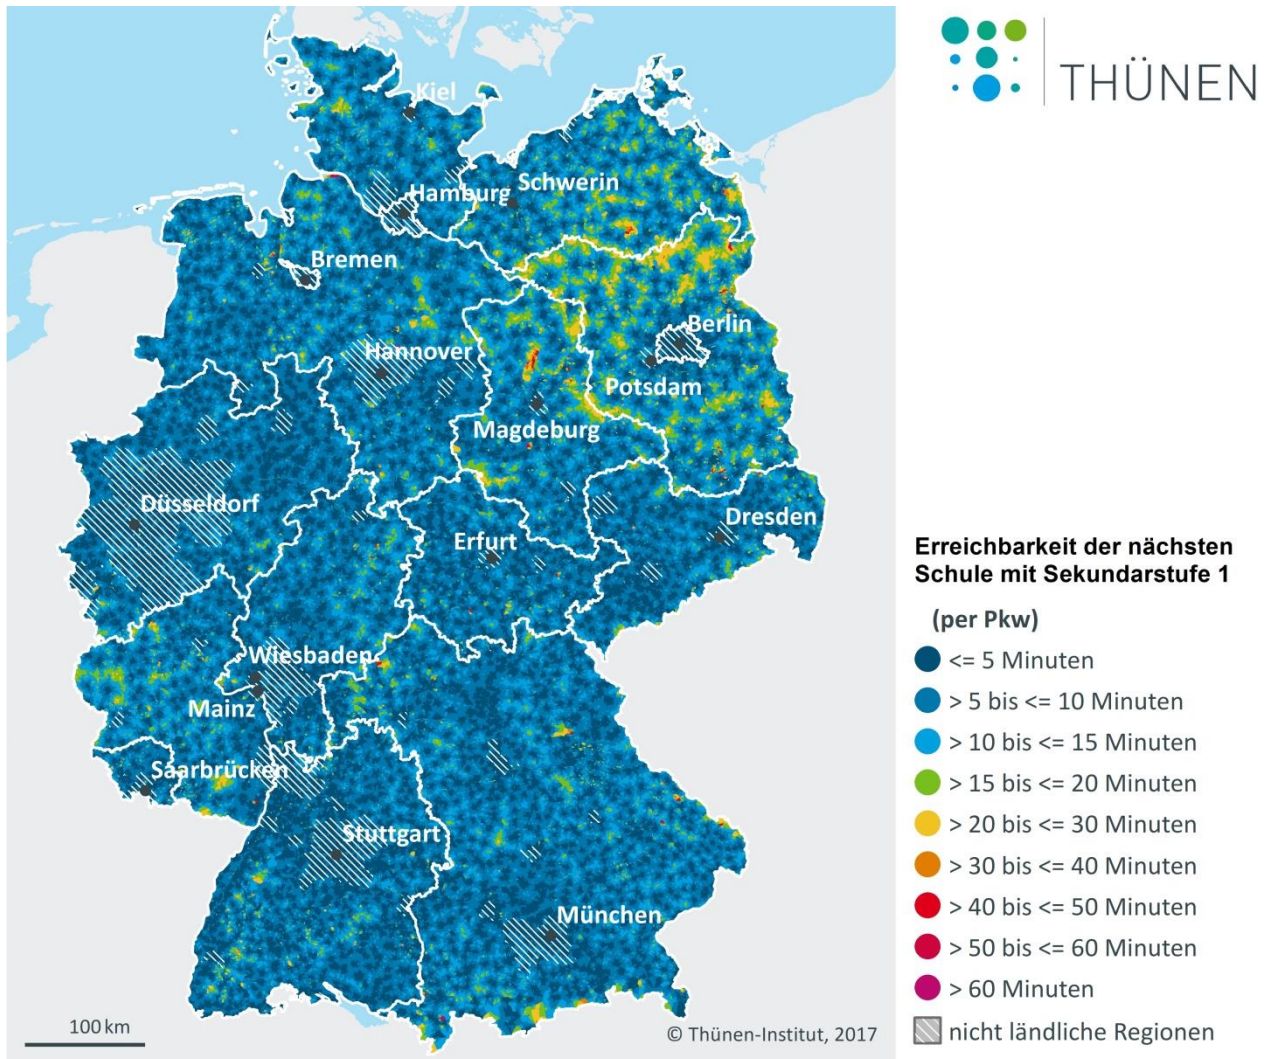 THÜNEN
Kiel
Hamburg
Schwerin
Bremen
Berlin
Hannover
Potsdam
Magdeburg
Düsseldorf
Dresden
Erfurt
Wiesbaden
Mainz
Saarbrücken
Stuttgart
München
100 km
© Thünen-Institut, 2017
Erreichbarkeit der nächsten
Schule mit Sekundarstufe 1
(per Pkw)
<= 5 Minuten
> 5 bis <= 10 Minuten
> 10 bis <= 15 Minuten
> 15 bis <= 20 Minuten
> 20 bis <= 30 Minuten
> 30 bis <= 40 Minuten
> 40 bis <= 50 Minuten
> 50 bis <= 60 Minuten
> 60 Minuten
nicht ländliche Regionen